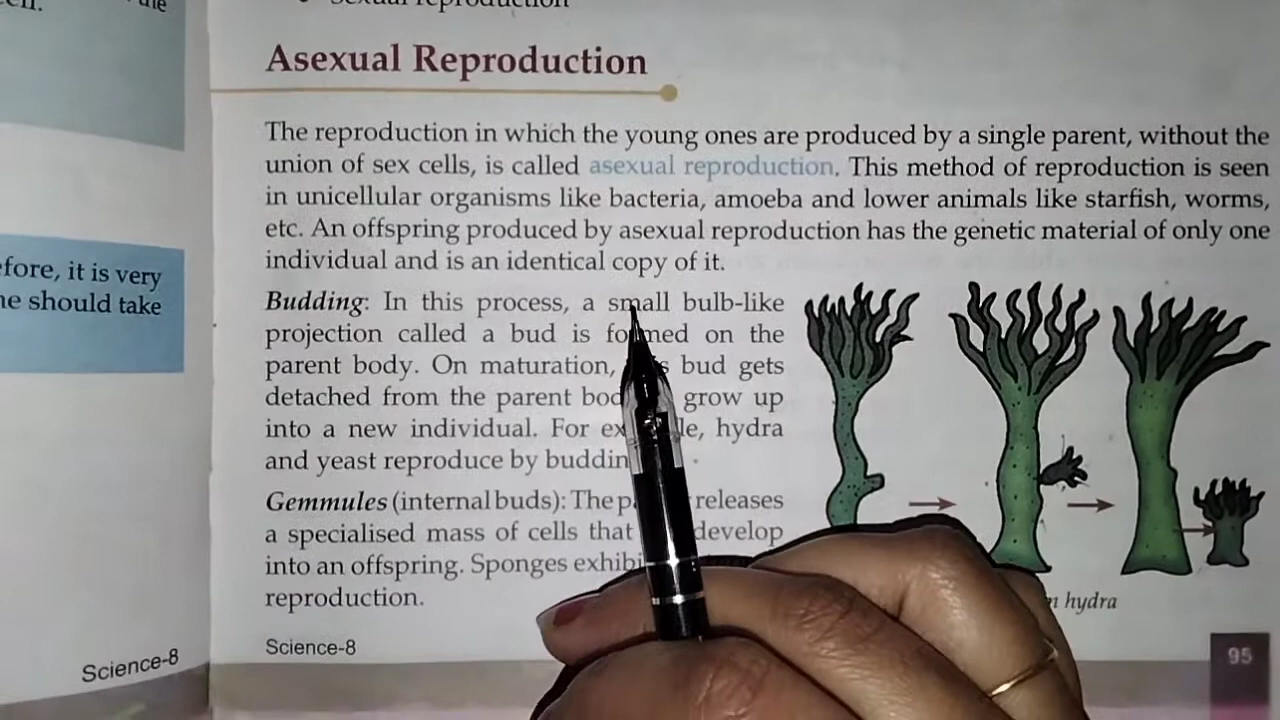 the
Sexual reproduction
Asexual Reproduction
The reproduction in which the young ones are produced by a single parent, without the
union of sex cells, is called asexual reproduction. This method of reproduction is seen
in unicellular organisms like bacteria, amoeba and lower animals like starfish, worms,
etc. An offspring produced by asexual reproduction has the genetic material of only one
individual and is an identical copy of it.
efore, it is very
he should take
Budding: In this process, a small bulb-like
projection called a bud is formed on the
parent body. On maturation, bud gets
detached from the parent grow up
into a new individual. For hydra
and yeast reproduce by
Gemmules (internal buds): The releases
a specialised mass of cells that develop
into an offspring. Sponges
reproduction.
hydra
Science-8
Science-8
95